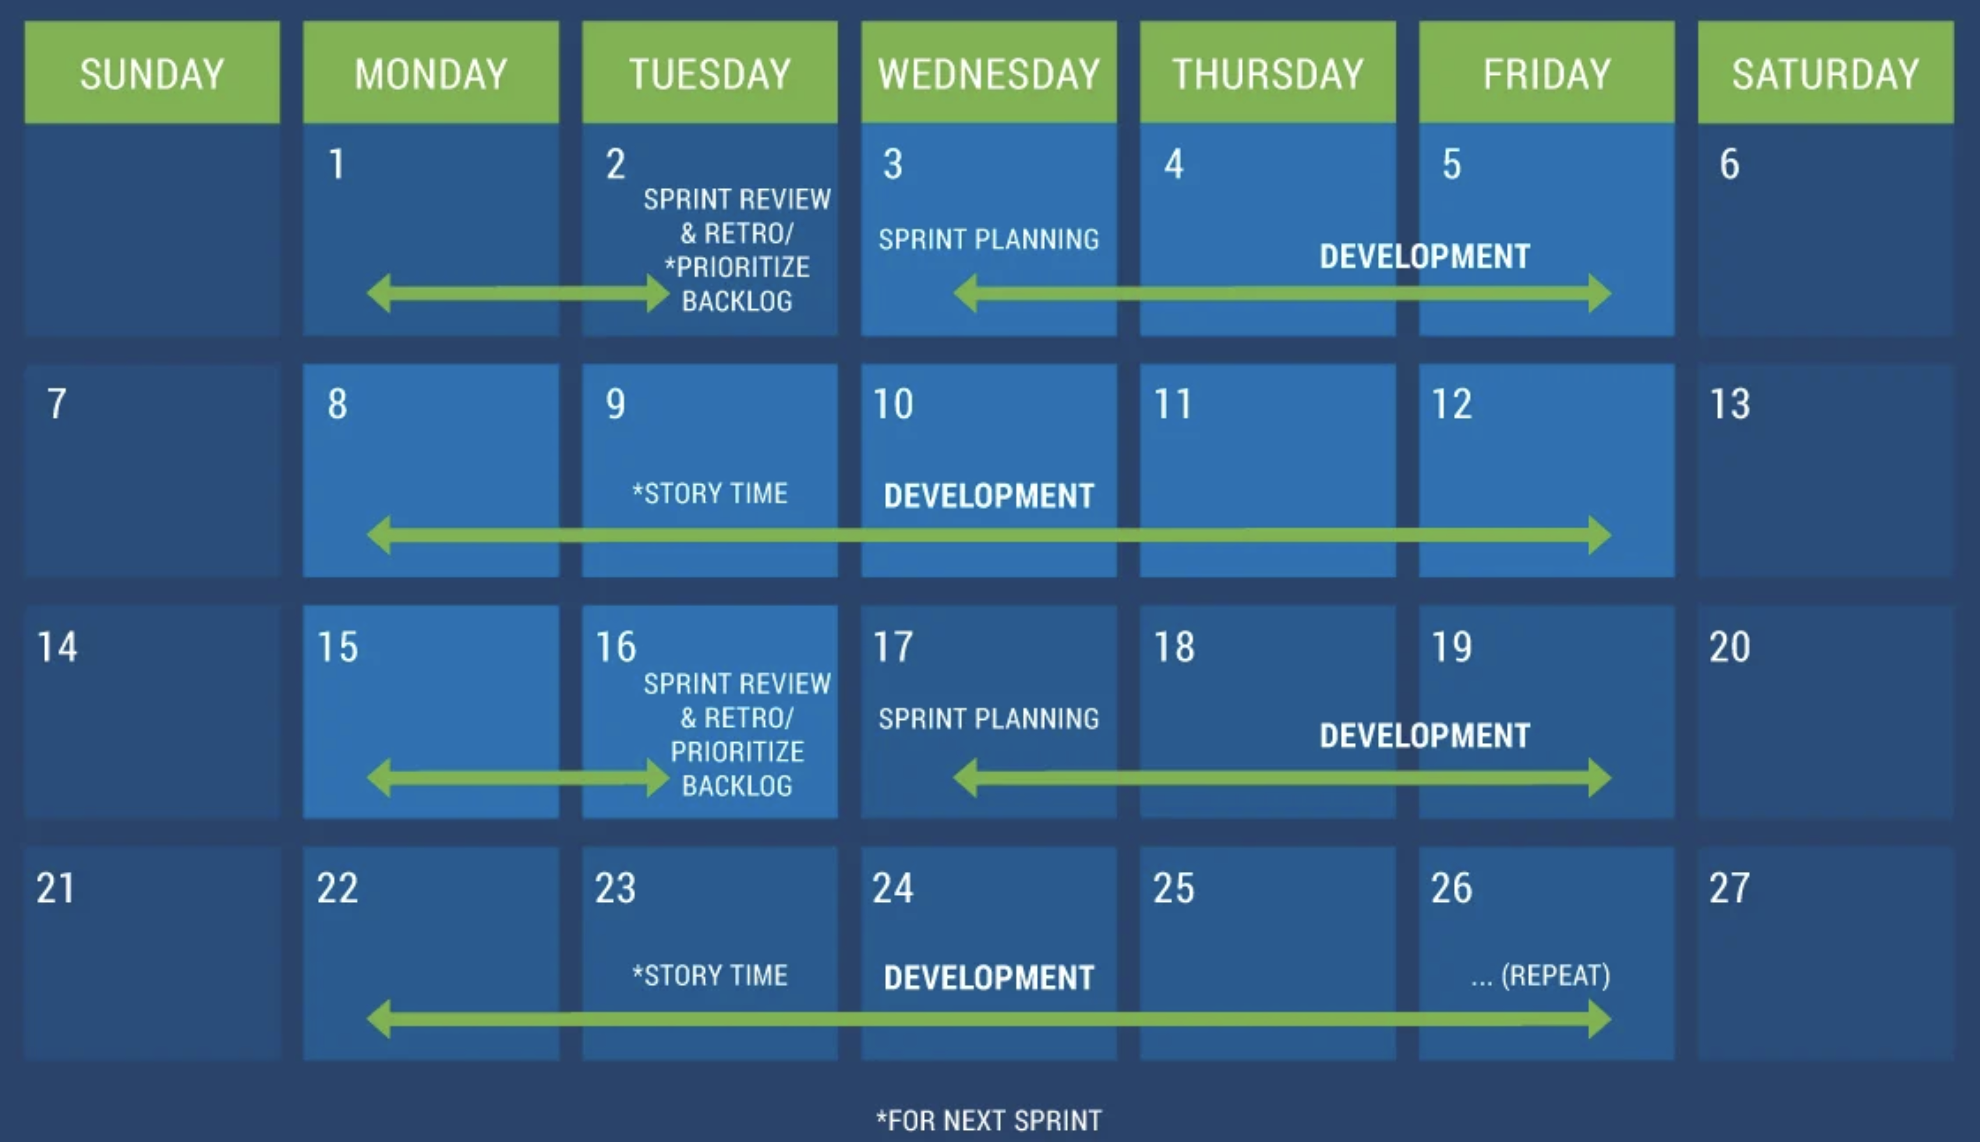 SUNDAY MONDAY TUESDAY WEDNESDAY THURSDAY FRIDAY SATURDAY
1
2
SPRINT REVIEW
& RETRO/
*PRIORITIZE
BACKLOG
3
SPRINT PLANNING
4
5
DEVELOPMENT
6
7
8
9
*STORY TIME
10
DEVELOPMENT
11
12
13
14
15
16
SPRINT REVIEW
& RETRO/
PRIORITIZE
BACKLOG
17
SPRINT PLANNING
18
19
DEVELOPMENT
20
21
22
23
*STORY TIME
24
DEVELOPMENT
25
26
... (REPEAT)
27
*FOR NEXT SPRINT